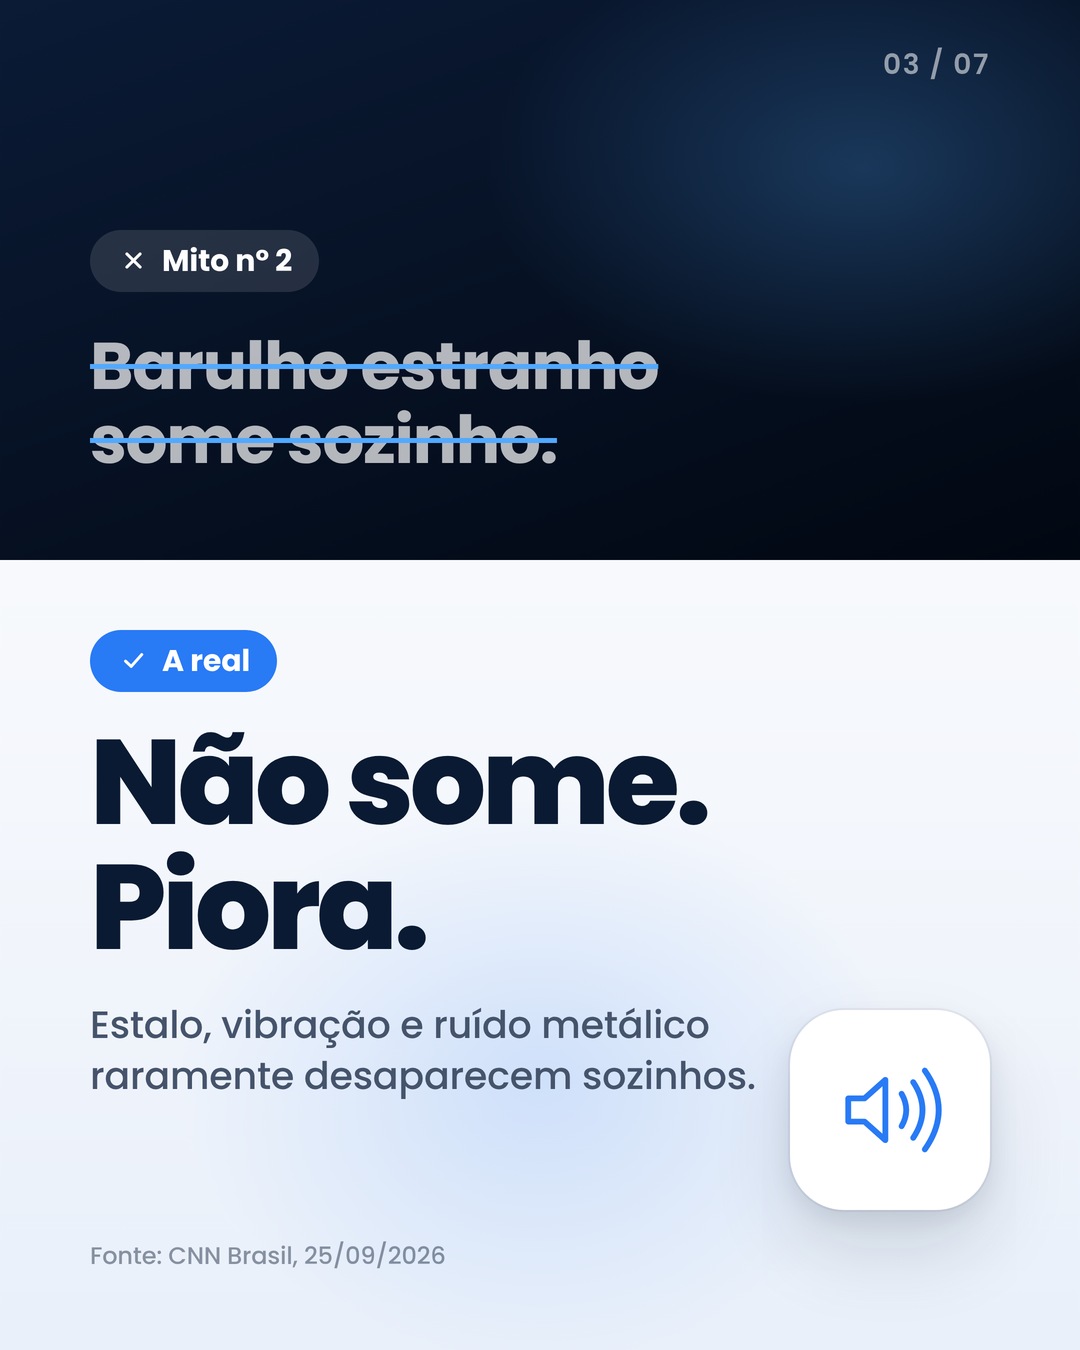 03 / 07
Mito nº 2
Barulho estranho
some sozinho.
A real
Não some.
Piora.
Estalo, vibração e ruído metálico
raramente desaparecem sozinhos.
Fonte: CNN Brasil, 25/09/2026